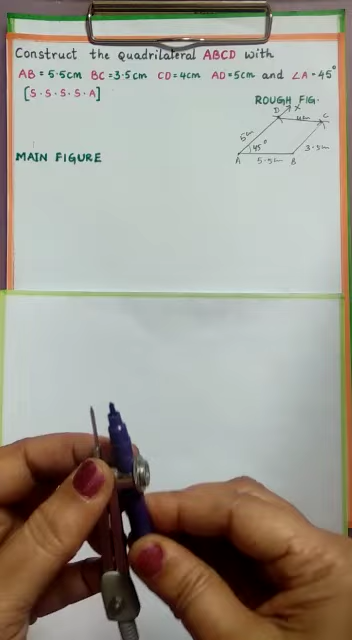 Construct the quadrilateral ABCD with
AB = 5·5cm BC = 3·5cm CD = 4cm AD = 5cm and ∠A = 45°
[S·S·S·S·A]
ROUGH FIG.
D X C
4cm
5cm
45°
3·5cm
A B
5·5cm
MAIN FIGURE